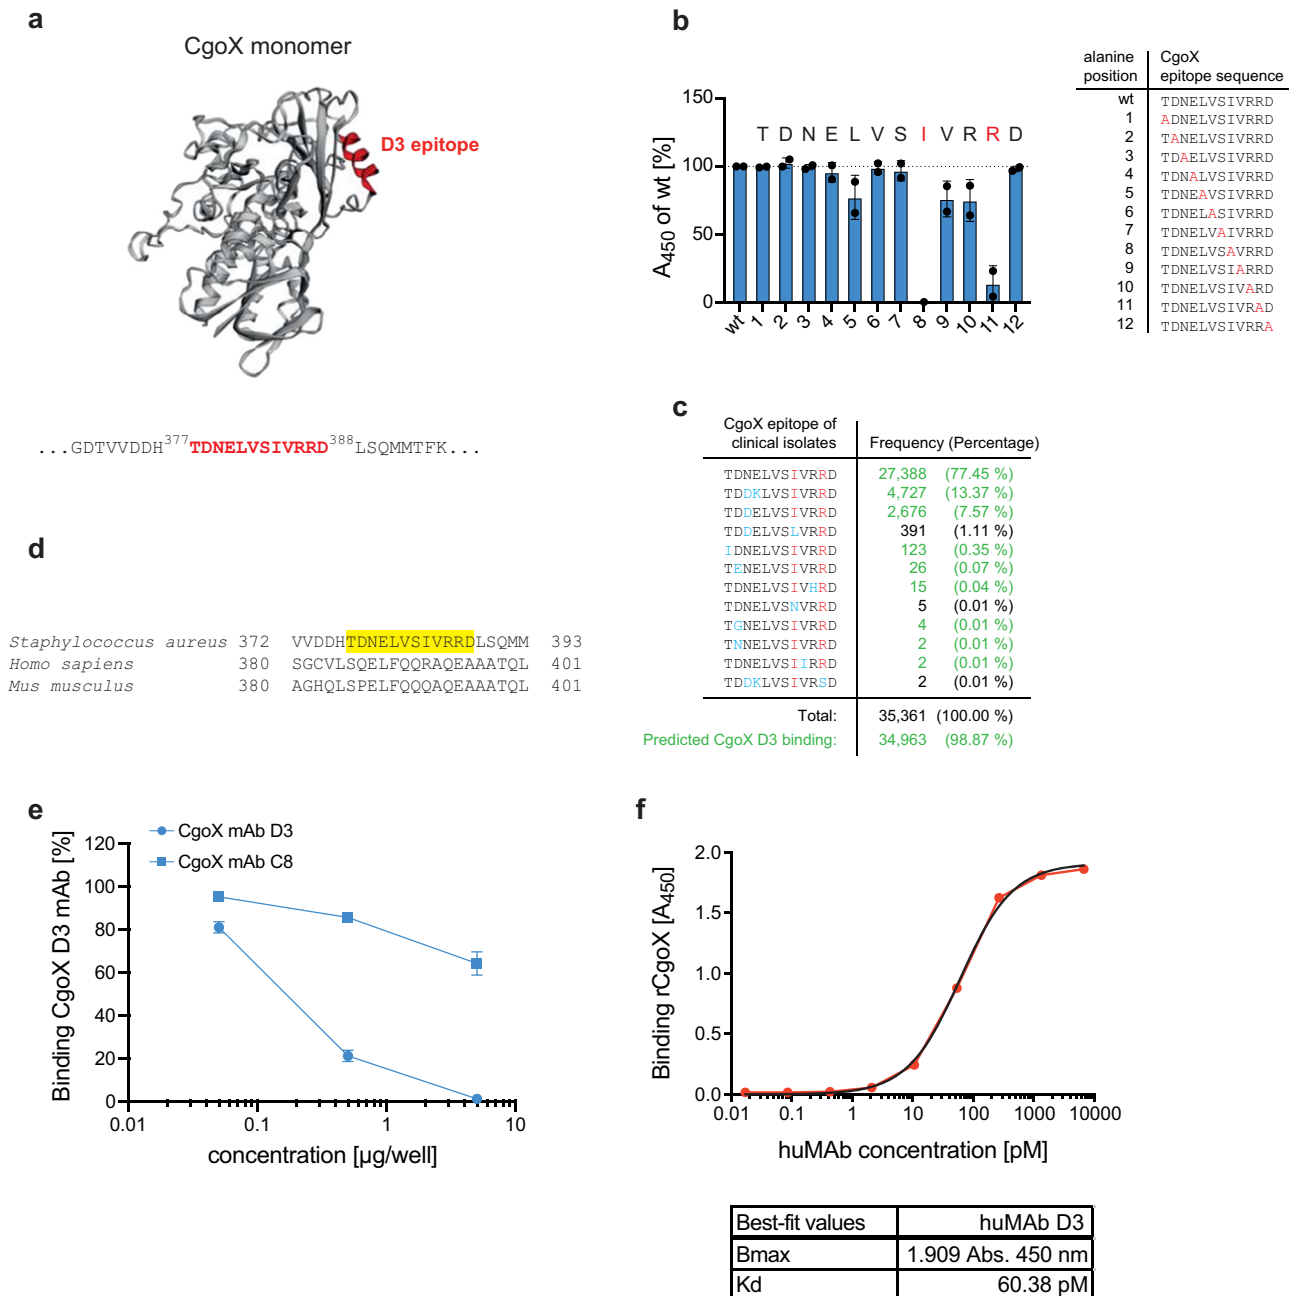 a
CgoX monomer
D3 epitope
...GDTVVDDH377TDNELVSIVRRD388LSQMMTFK...
b
A450 of wt [%]
150
100
50
0
T D N E L V S I V R R D
wt 1 2 3 4 5 6 7 8 9 10 11 12
alanine position CgoX epitope sequence
wt TDNELVSIVRRD
1 ADNELVSIVRRD
2 TANELVSIVRRD
3 TDAELVSIVRRD
4 TDNALVSIVRRD
5 TDNEAVSIVRRD
6 TDNELASIVRRD
7 TDNELVAIVRRD
8 TDNELVSAVRRD
9 TDNELVSIARRD
10 TDNELVSIVARD
11 TDNELVSIVRAD
12 TDNELVSIVRRA
c
CgoX epitope of clinical isolates Frequency (Percentage)
TDNELVSIVRRD 27,388 (77.45 %)
TDDKLVSIVRRD 4,727 (13.37 %)
TDDELVSIVRRD 2,676 (7.57 %)
TDDELVSLVRRD 391 (1.11 %)
IDNELVSIVRRD 123 (0.35 %)
TENELVSIVRRD 26 (0.07 %)
TDNELVSIVHRD 15 (0.04 %)
TDNELVSNVRRD 5 (0.01 %)
TGNELVSIVRRD 4 (0.01 %)
TNNELVSIVRRD 2 (0.01 %)
TDNELVSIIRRD 2 (0.01 %)
TDDKLVSIVRSD 2 (0.01 %)
Total: 35,361 (100.00 %)
Predicted CgoX D3 binding: 34,963 (98.87 %)
d
Staphylococcus aureus 372 VVDDHTDNELVSIVRRDLSQMM 393
Homo sapiens 380 SGCVLSQELFQQRAQEAAATQL 401
Mus musculus 380 AGHQLSPELFQQQAQEAAATQL 401
e
CgoX mAb D3
CgoX mAb C8
Binding CgoX D3 mAb [%]
120
100
80
60
40
20
0
0.01 0.1 1 10
concentration [µg/well]
f
Binding rCgoX [A450]
2.0
1.5
1.0
0.5
0.0
0.01 0.1 1 10 100 1000 10000
huMAb concentration [pM]
Best-fit values huMAb D3
Bmax 1.909 Abs. 450 nm
Kd 60.38 pM